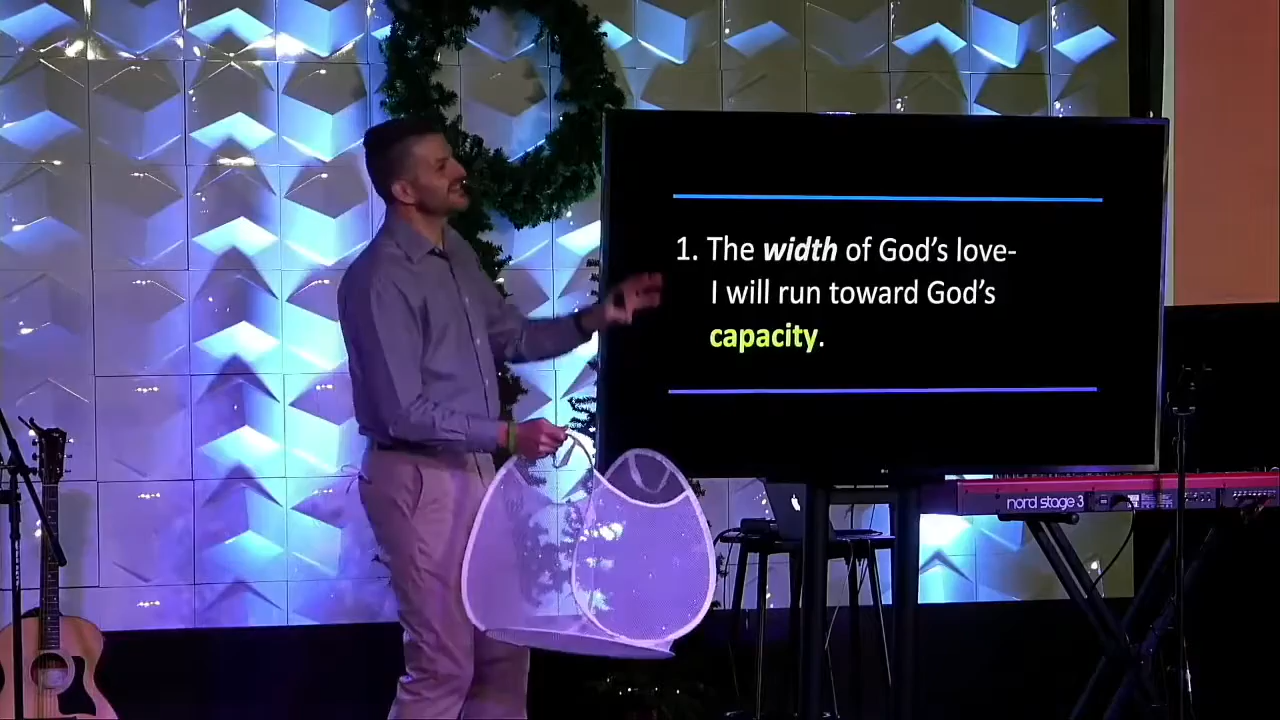 1. The width of God's love-
I will run toward God's
capacity.
nord stage 3